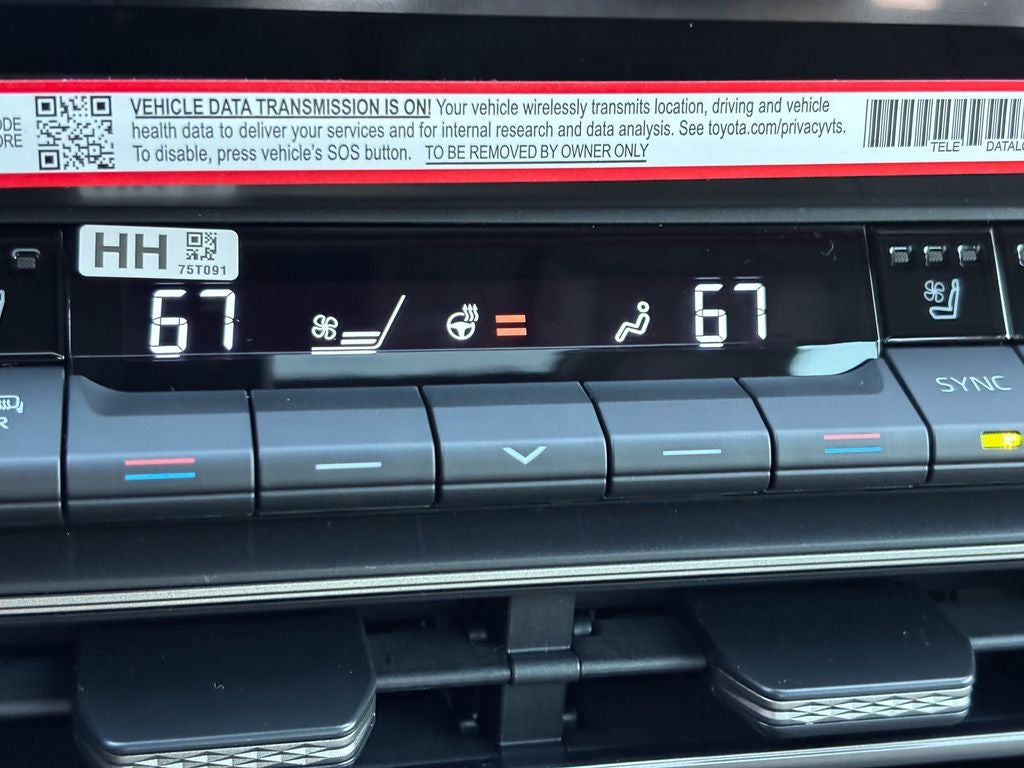 VEHICLE DATA TRANSMISSION IS ON! Your vehicle wirelessly transmits location, driving and vehicle
health data to deliver your services and for internal research and data analysis. See toyota.com/privacyvts.
To disable, press vehicle's SOS button. TO BE REMOVED BY OWNER ONLY
TELE DATALO
HH
75T091
67
67
SYNC
R